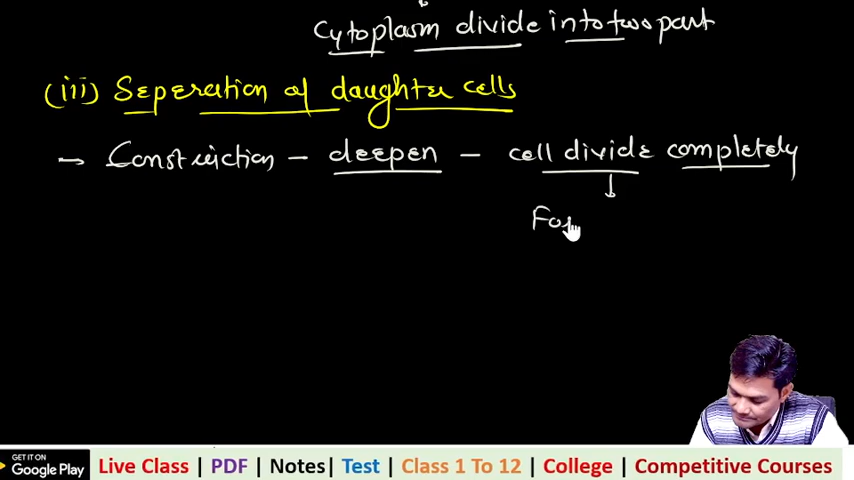 Cytoplasm divide into two part
(iii) Seperation of daughter cells
→ Constriction - deepen - cell divide completely
For
GET IT ON
Google Play
Live Class | PDF | Notes| Test | Class 1 To 12 | College | Competitive Courses